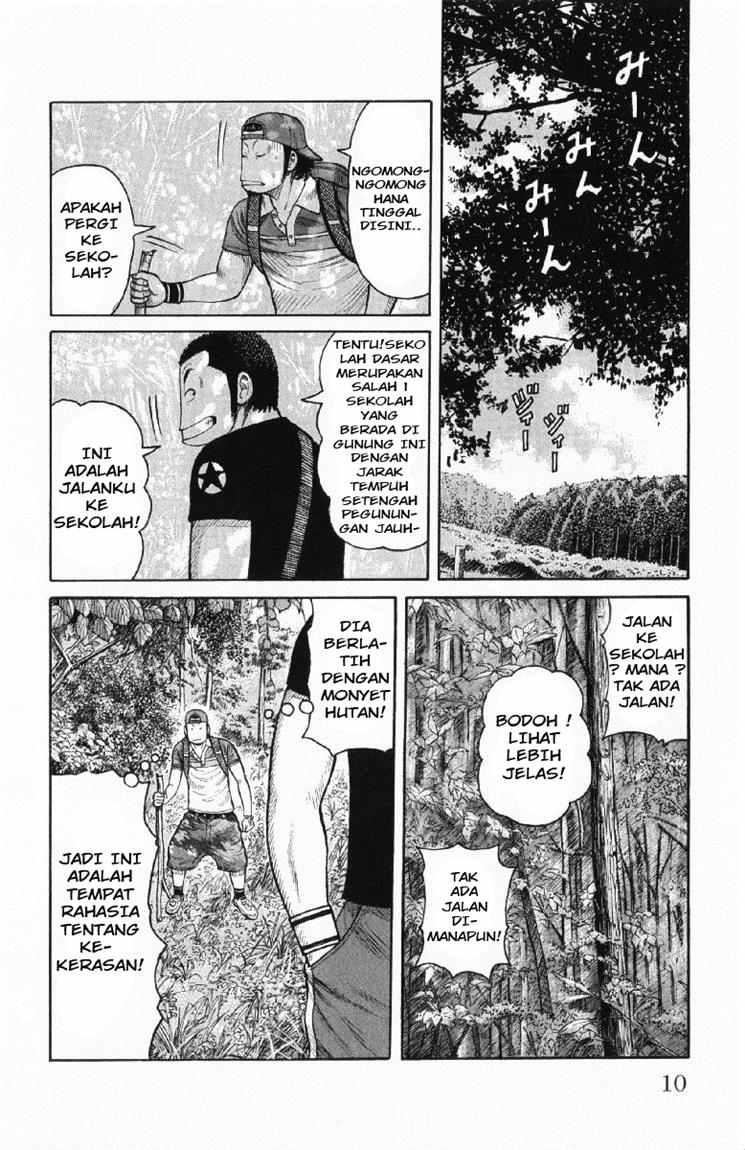 みーん
みん
みーん
ジー
ジー
NGOMONG-
NGOMONG
HANA
TINGGAL
DISINI..
APAKAH
PERGI
KE
SEKO-
LAH?
TENTU!SEKO
LAH DASAR
MERUPAKAN
SALAH 1
SEKOLAH
YANG
BERADA DI
GUNUNG INI
DENGAN
JARAK
TEMPUH
SETENGAH
PEGUNUN-
GAN JAUH-
INI
ADALAH
JALANKU
KE
SEKOLAH!
JALAN
KE
SEKOLAH
? MANA ?
TAK ADA
JALAN!
BODOH !
LIHAT
LEBIH
JELAS!
TAK
ADA
JALAN
DI-
MANAPUN!
DIA
BERLA-
TIH
DENGAN
MONYET
HUTAN!
JADI INI
ADALAH
TEMPAT
RAHASIA
TENTANG
KE-
KERASAN!
10